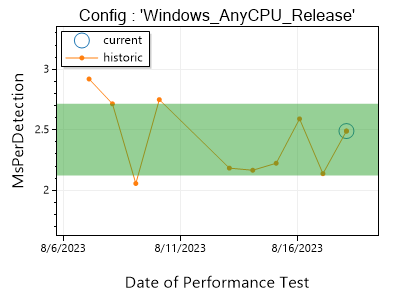 Config : 'Windows_AnyCPU_Release'
current
historic
3
2.5
2
MsPerDetection
8/6/2023
8/11/2023
8/16/2023
Date of Performance Test